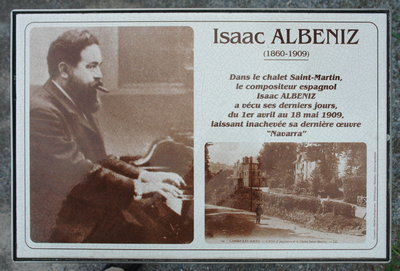 Isaac ALBENIZ
(1860-1909)
Dans le chalet Saint-Martin,
le compositeur espagnol
Isaac ALBENIZ
a vécu ses derniers jours,
du 1er avril au 18 mai 1909,
laissant inachevée sa dernière œuvre
"Navarra"